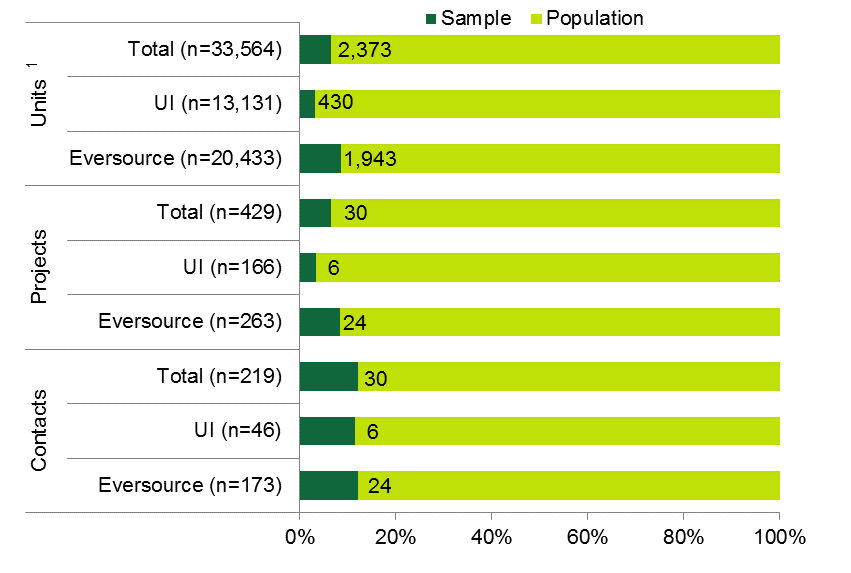 Sample Population
Units 1
Total (n=33,564) 2,373
UI (n=13,131) 430
Eversource (n=20,433) 1,943
Projects
Total (n=429) 30
UI (n=166) 6
Eversource (n=263) 24
Contacts
Total (n=219) 30
UI (n=46) 6
Eversource (n=173) 24
0% 20% 40% 60% 80% 100%